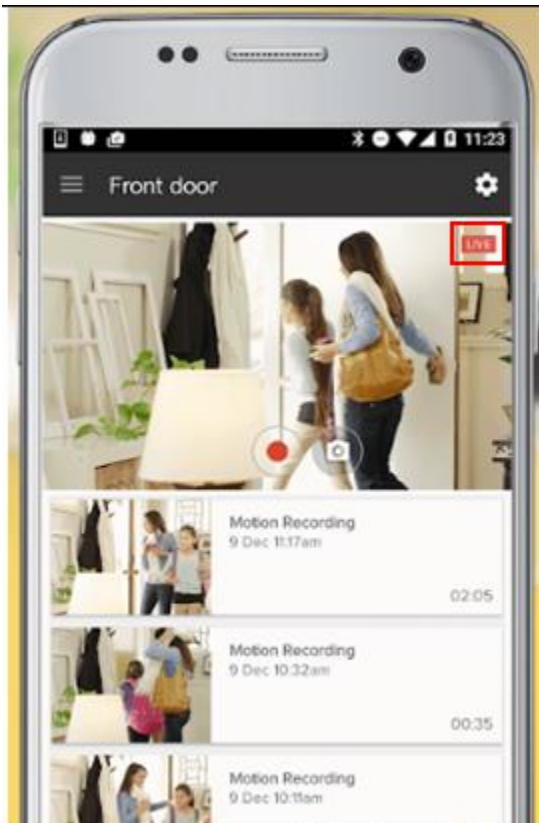 11:23
Front door
LIVE
Motion Recording
9 Dec 11:17am
02:05
Motion Recording
9 Dec 10:32am
00:35
Motion Recording
9 Dec 10:11am